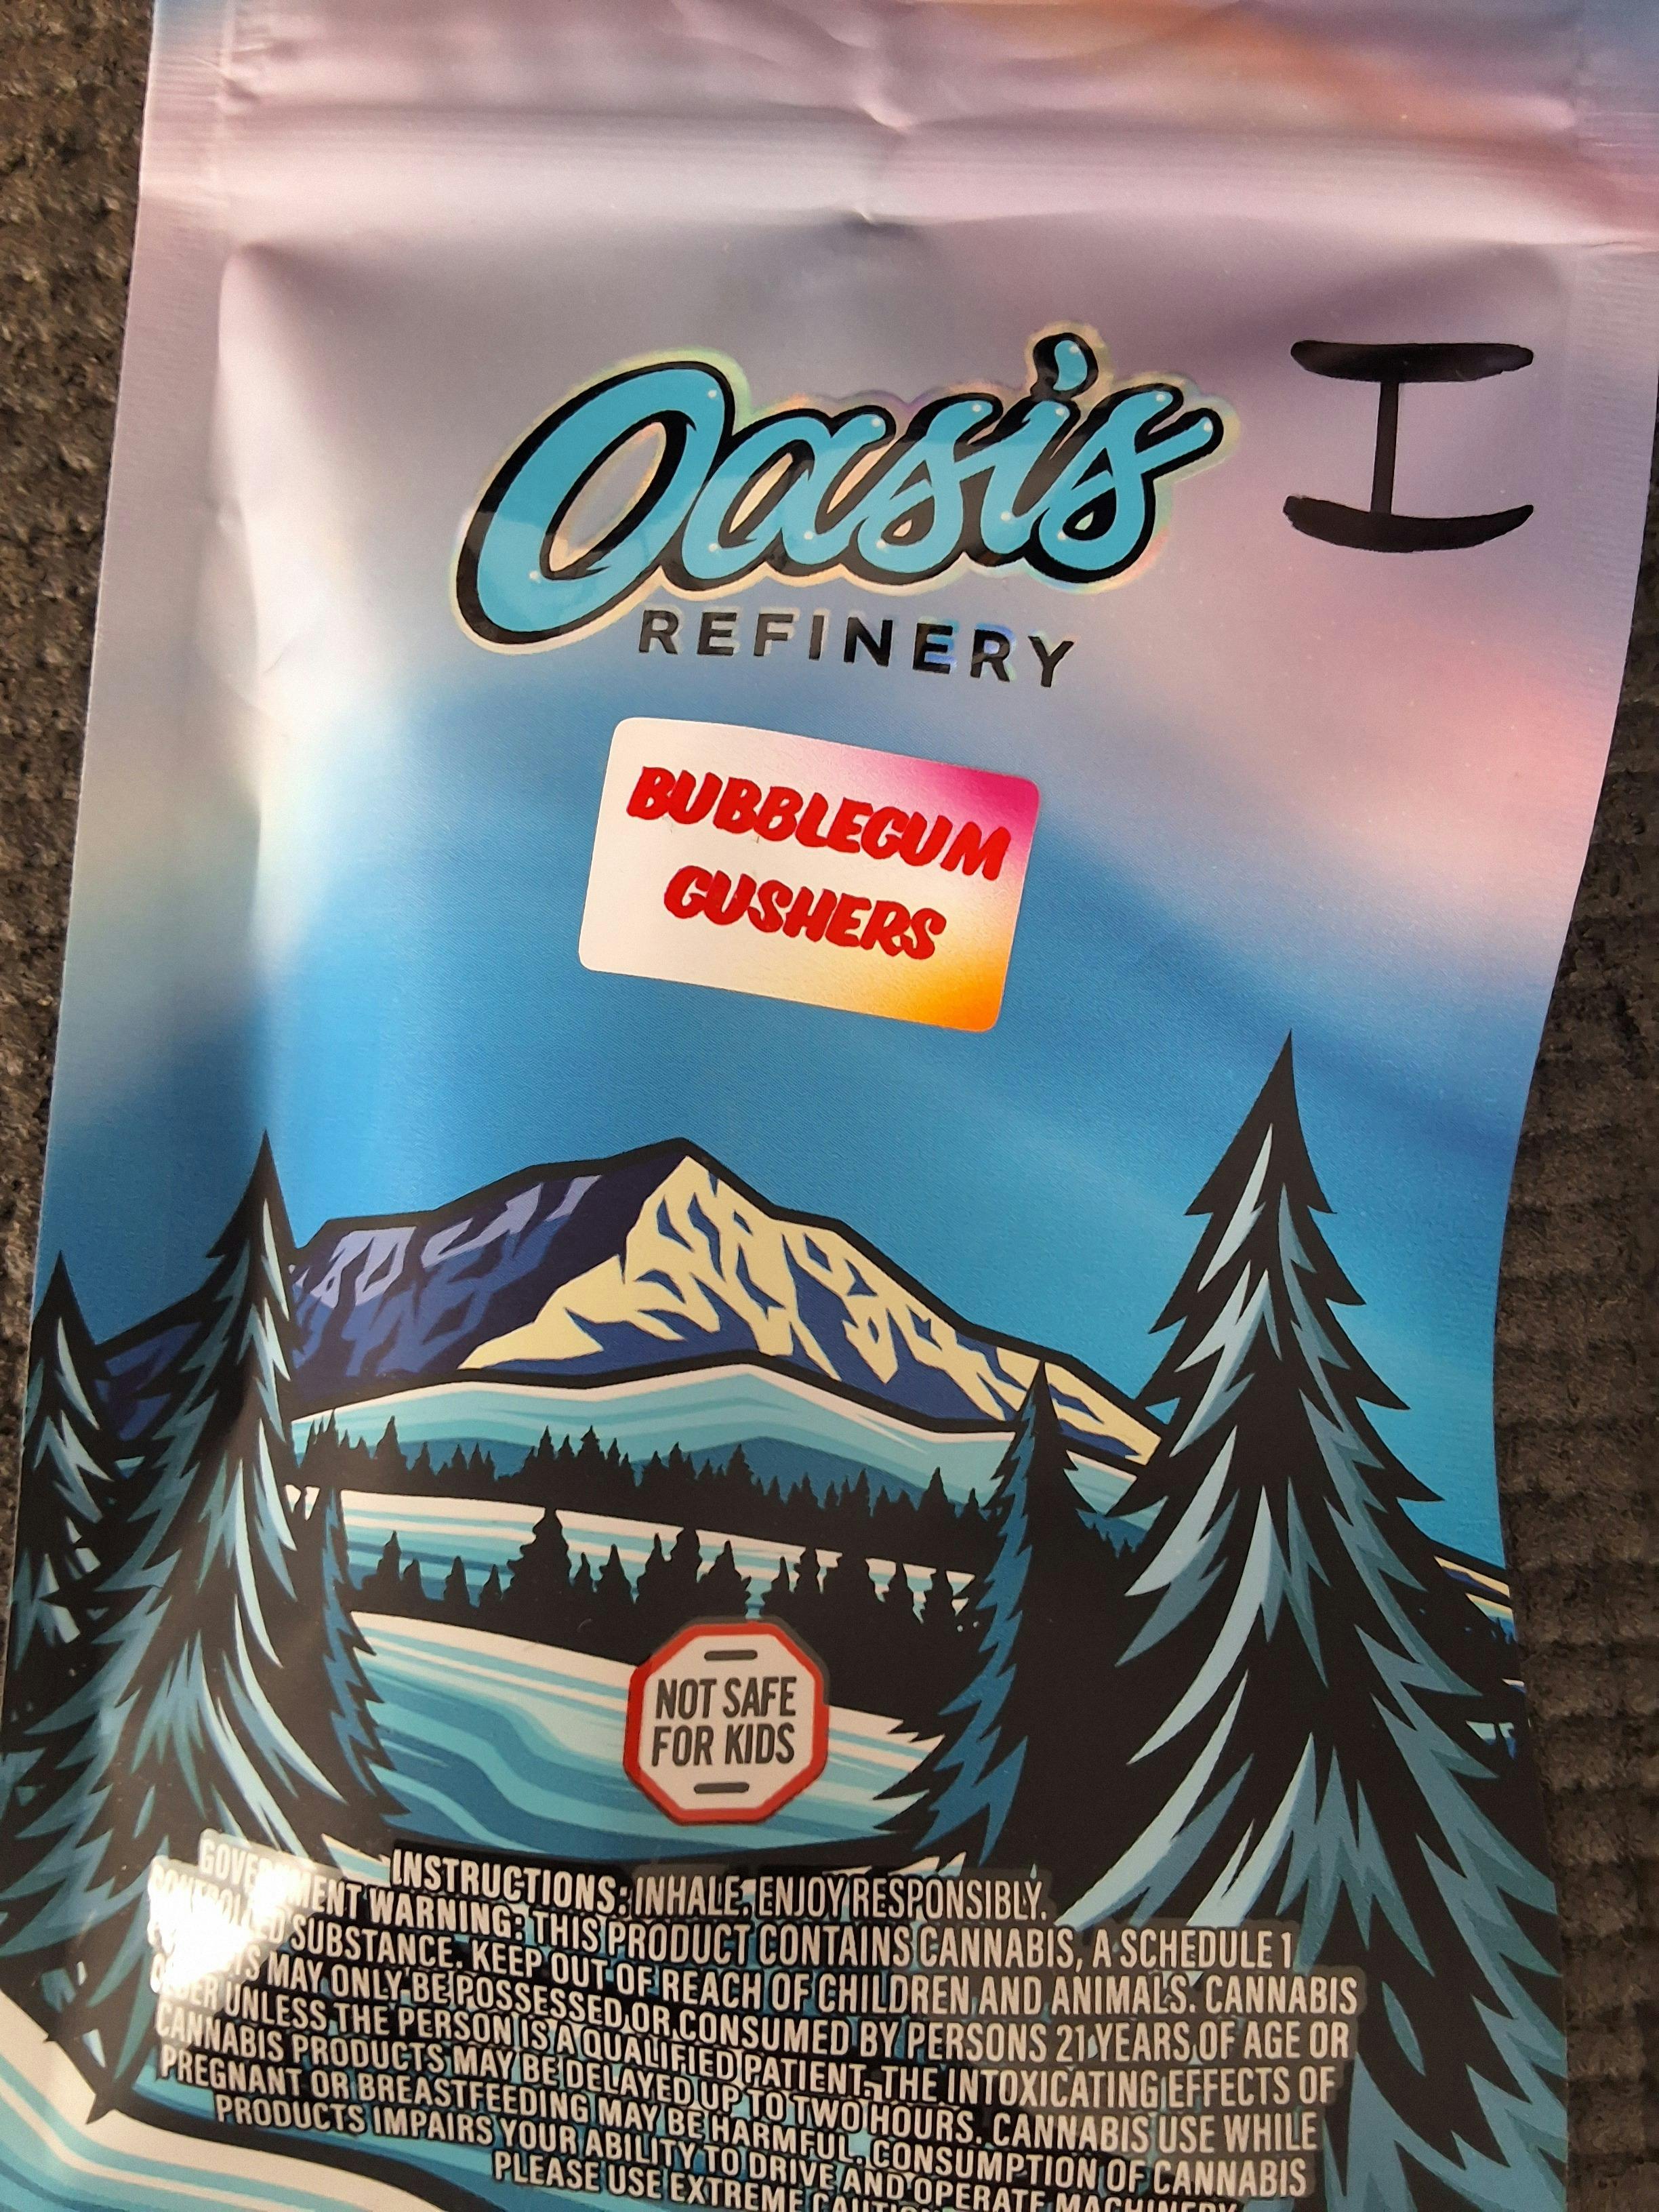 Oasis
I
REFINERY
BUBBLEGUM
GUSHERS
NOT SAFE
FOR KIDS
INSTRUCTIONS: INHALE, ENJOY RESPONSIBLY.
GOVERNMENT WARNING: THIS PRODUCT CONTAINS CANNABIS, A SCHEDULE 1
CONTROLLED SUBSTANCE. KEEP OUT OF REACH OF CHILDREN AND ANIMALS. CANNABIS
MAY ONLY BE POSSESSED OR CONSUMED BY PERSONS 21 YEARS OF AGE OR
OLDER UNLESS THE PERSON IS A QUALIFIED PATIENT. THE INTOXICATING EFFECTS OF
CANNABIS PRODUCTS MAY BE DELAYED UP TO TWO HOURS. CANNABIS USE WHILE
PREGNANT OR BREASTFEEDING MAY BE HARMFUL. CONSUMPTION OF CANNABIS
PRODUCTS IMPAIRS YOUR ABILITY TO DRIVE AND OPERATE MACHINERY.
PLEASE USE EXTREME